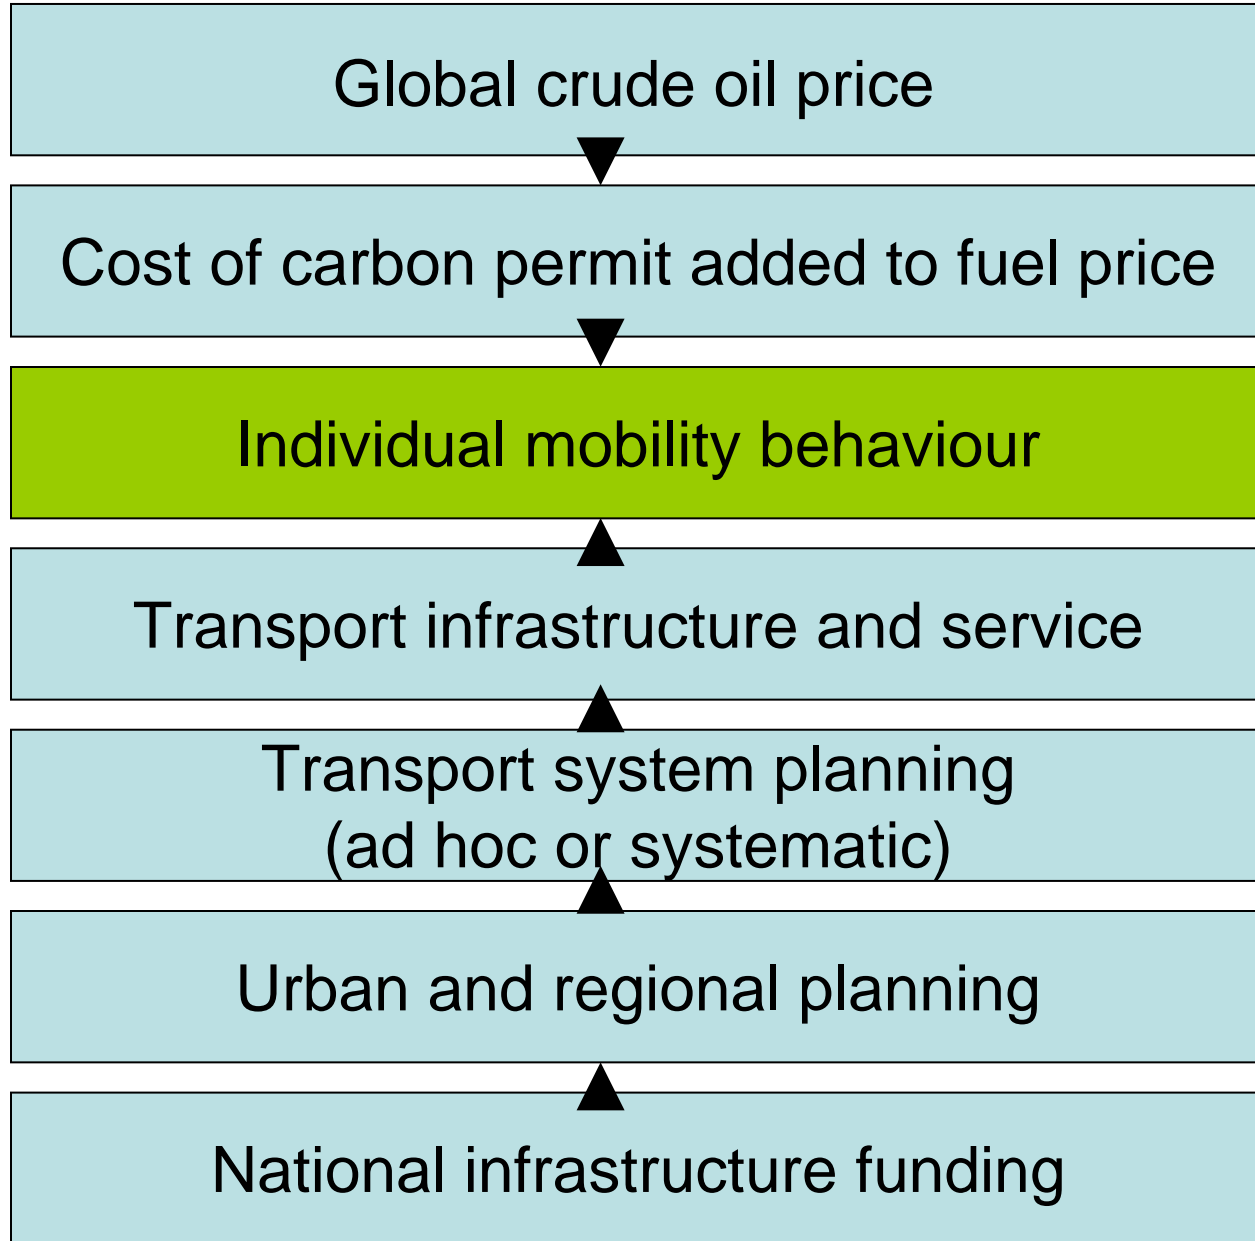 Global crude oil price
Cost of carbon permit added to fuel price
Individual mobility behaviour
Transport infrastructure and service
Transport system planning
(ad hoc or systematic)
Urban and regional planning
National infrastructure funding